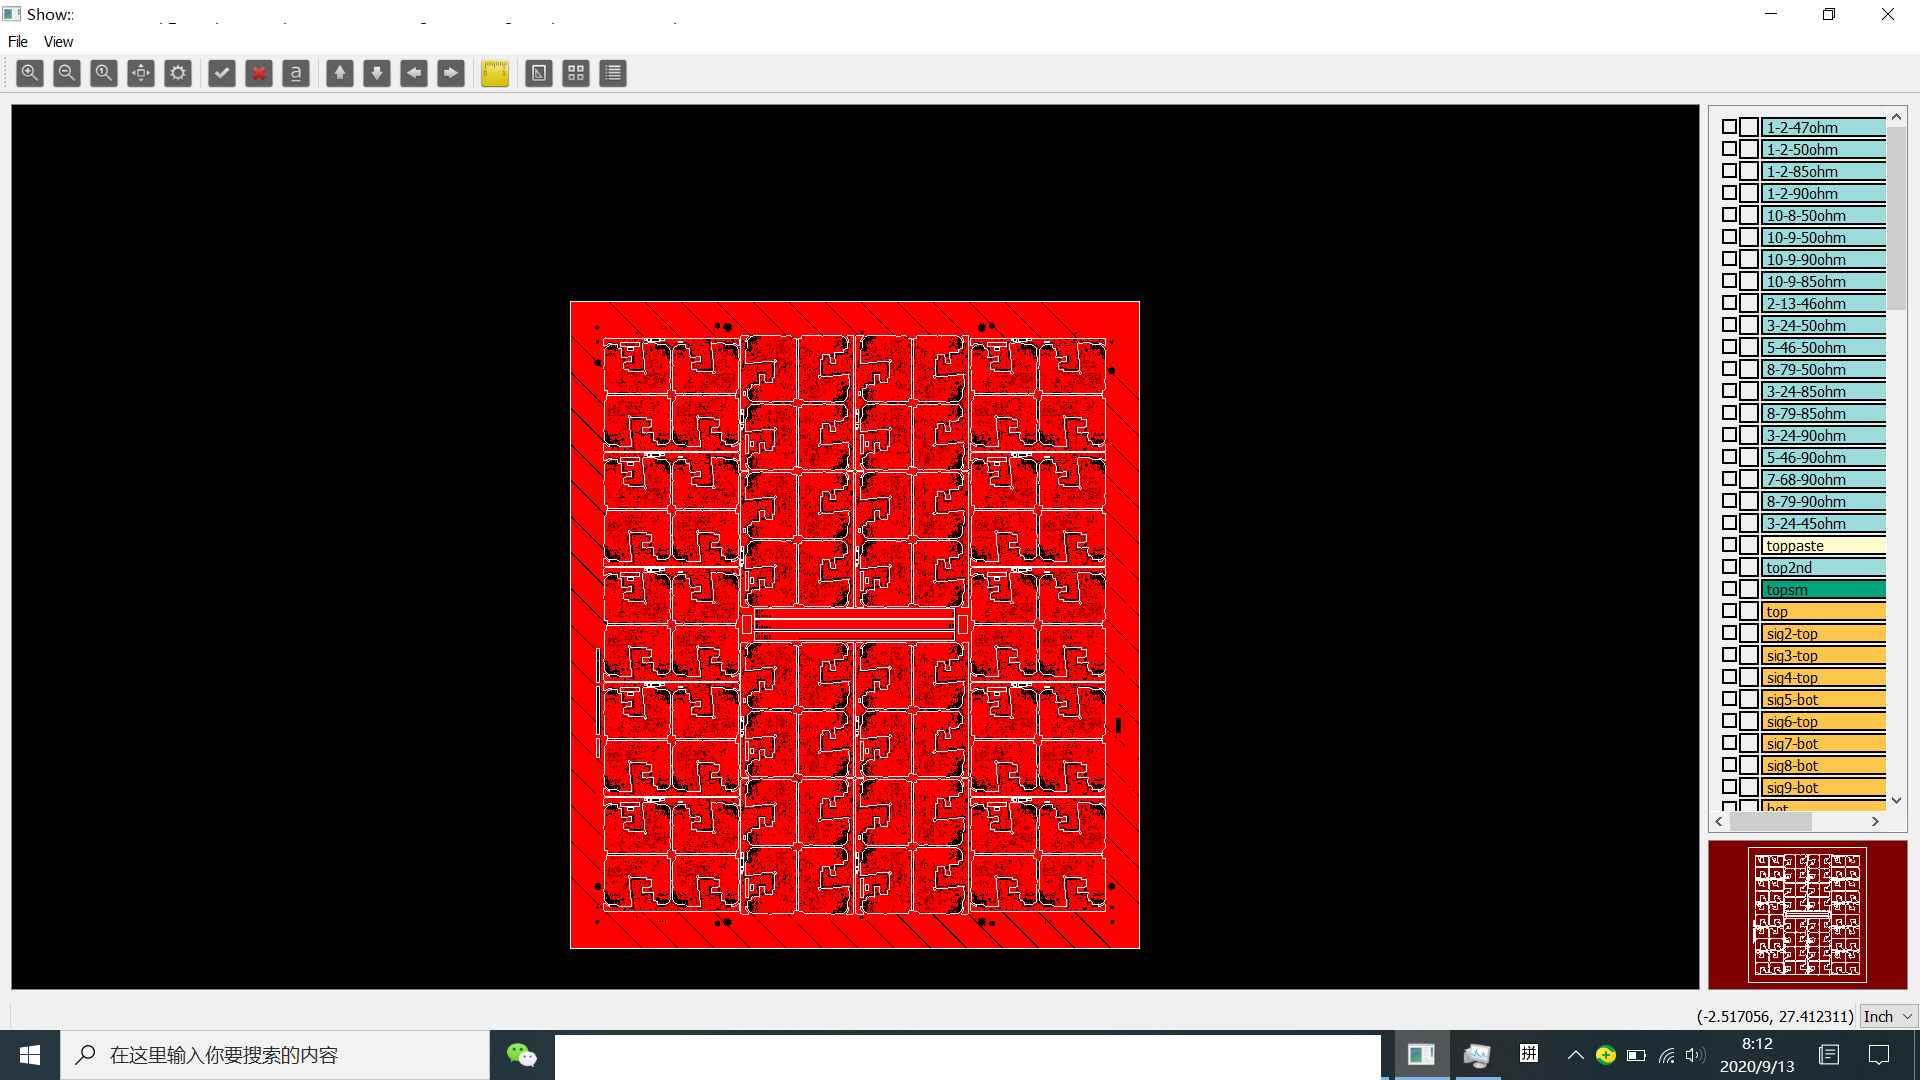 Show::
File View
1-2-47ohm
1-2-50ohm
1-2-85ohm
1-2-90ohm
10-8-50ohm
10-9-50ohm
10-9-90ohm
10-9-85ohm
2-13-46ohm
3-24-50ohm
5-46-50ohm
8-79-50ohm
3-24-85ohm
8-79-85ohm
3-24-90ohm
5-46-90ohm
7-68-90ohm
8-79-90ohm
3-24-45ohm
toppaste
top2nd
topsm
top
sig2-top
sig3-top
sig4-top
sig5-bot
sig6-top
sig7-bot
sig8-bot
sig9-bot
bot
(-2.517056, 27.412311) Inch
在这里输入你要搜索的内容
拼
8:12
2020/9/13